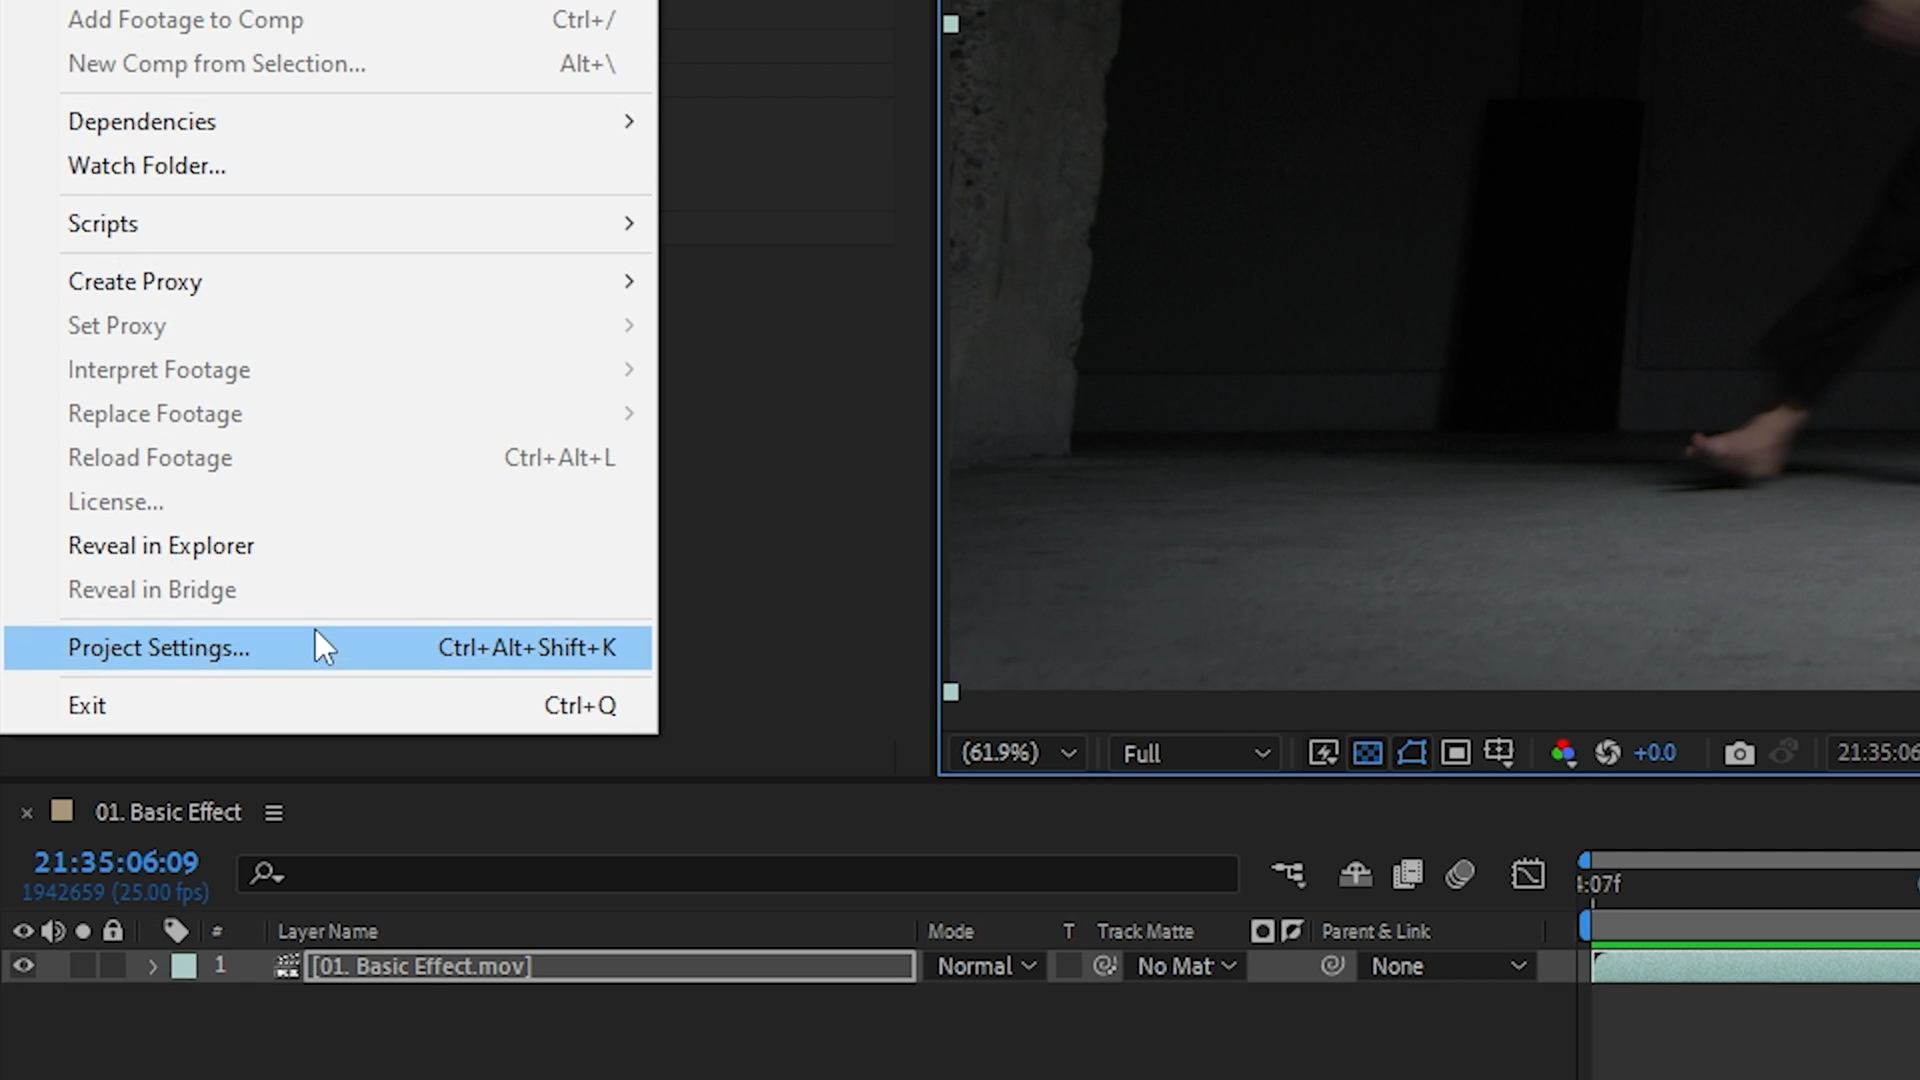 Add Footage to Comp Ctrl+/
New Comp from Selection... Alt+\
Dependencies
Watch Folder...
Scripts
Create Proxy
Set Proxy
Interpret Footage
Replace Footage
Reload Footage Ctrl+Alt+L
License...
Reveal in Explorer
Reveal in Bridge
Project Settings... Ctrl+Alt+Shift+K
Exit Ctrl+Q
(61.9%) Full +0.0 21:35:06
01. Basic Effect
21:35:06:09
1942659 (25.00 fps)
:07f
# Layer Name Mode T Track Matte Parent & Link
1 [01. Basic Effect.mov] Normal No Mat None